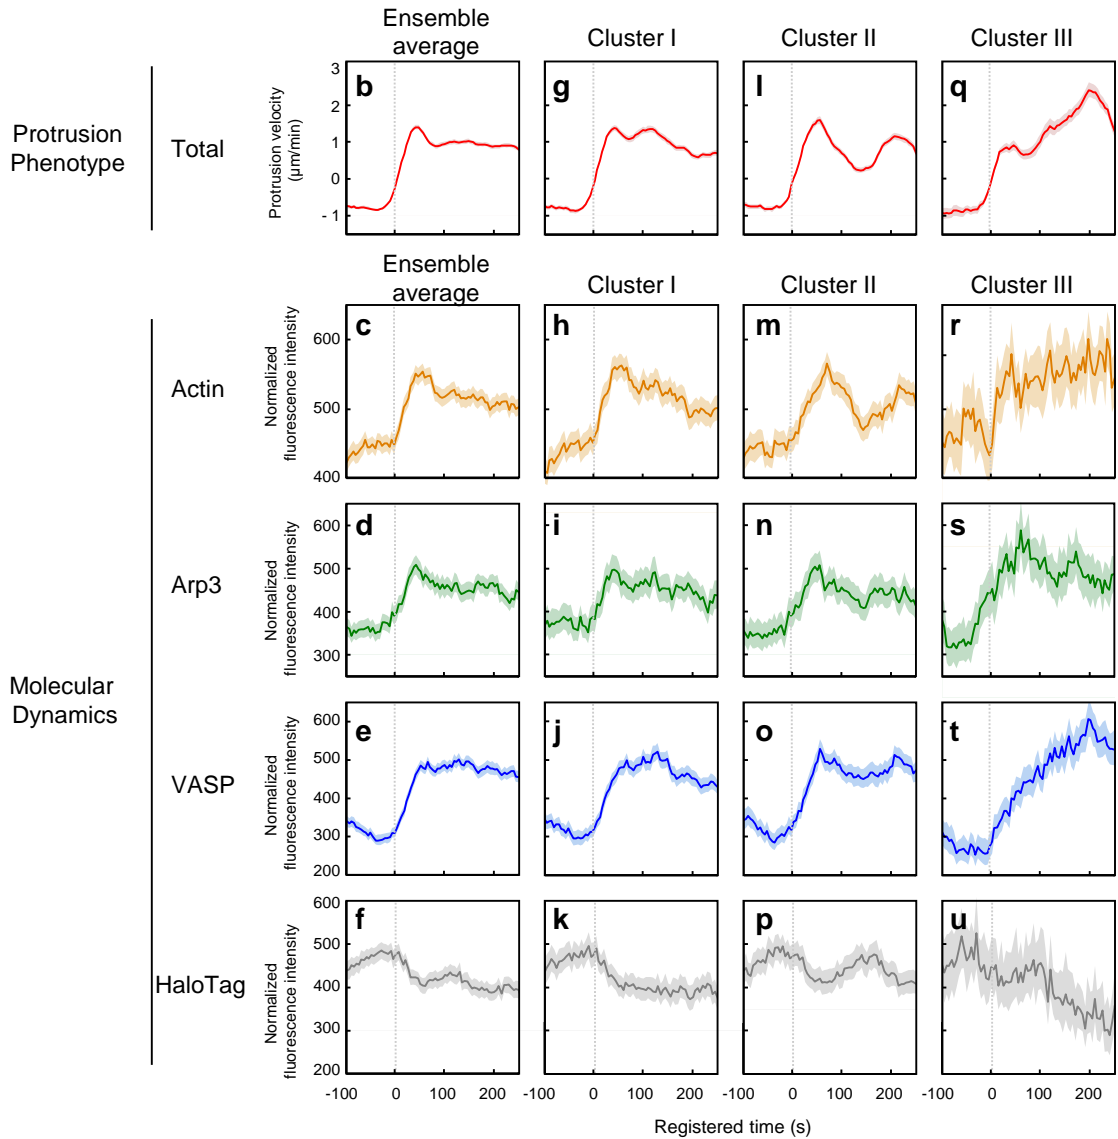 Ensemble
average
Cluster I
Cluster II
Cluster III
Protrusion
Phenotype
Total
Protrusion velocity
(μm/min)
3
2
1
0
- 1
b
g
l
q
Ensemble
average
Cluster I
Cluster II
Cluster III
Molecular
Dynamics
Actin
Normalized
fluorescence intensity
600
500
400
c
h
m
r
Arp3
Normalized
fluorescence intensity
600
500
400
300
d
i
n
s
VASP
Normalized
fluorescence intensity
600
500
400
300
200
e
j
o
t
HaloTag
Normalized
fluorescence intensity
600
500
400
300
200
f
k
p
u
-100 0 100 200 -100 0 100 200 -100 0 100 200 -100 0 100 200
Registered time (s)